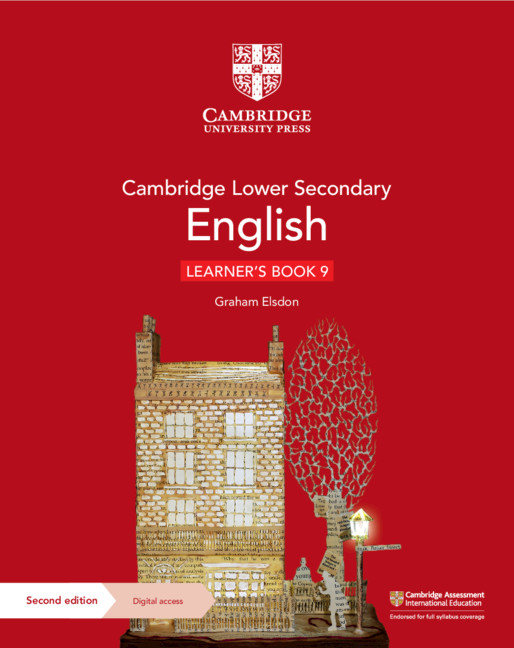 CAMBRIDGE
UNIVERSITY PRESS
Cambridge Lower Secondary
English
LEARNER'S BOOK 9
Graham Elsdon
Second edition
Digital access
Cambridge Assessment
International Education
Endorsed for full syllabus coverage